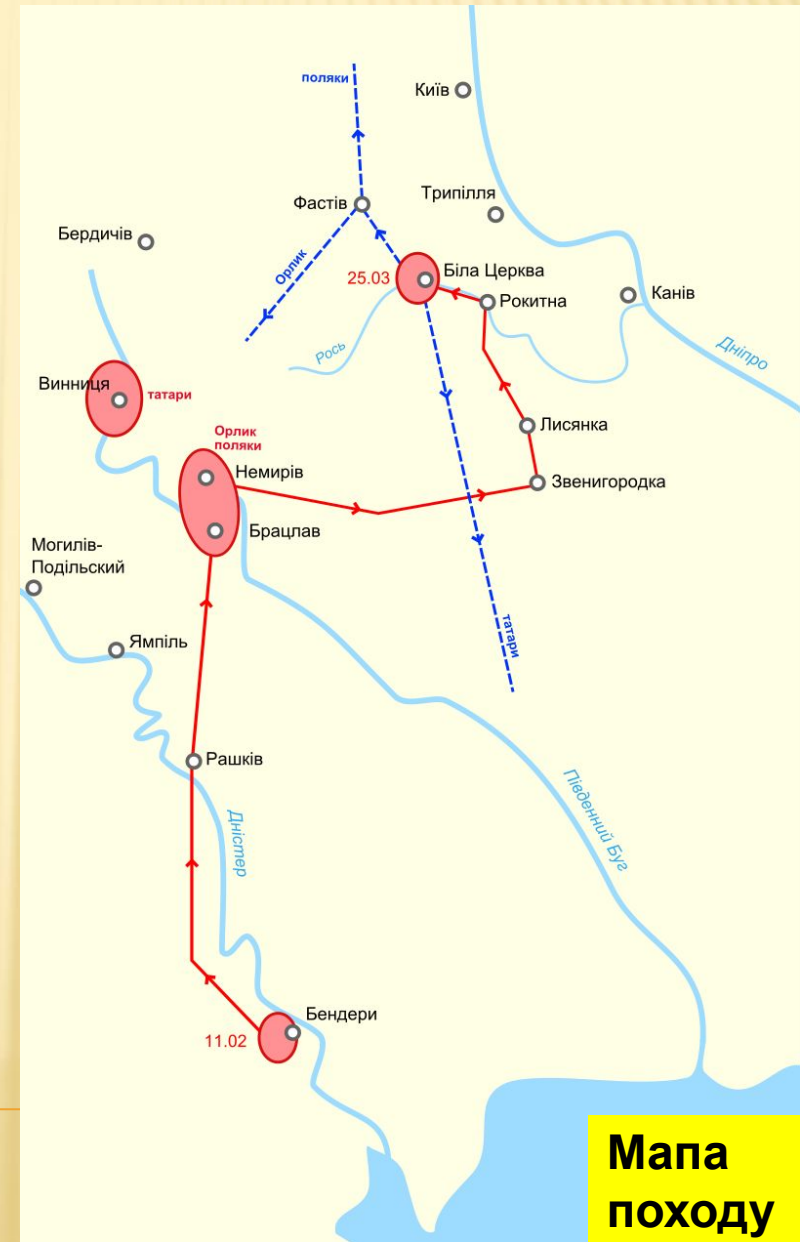 поляки
Київ
Трипілля
Фастів
Бердичів
Орлик
25.03
Біла Церква
Рокитна
Канів
Рось
Дніпро
Винниця
татари
Орлик
поляки
Немирів
Лисянка
Звенигородка
Брацлав
Могилів-
Подільский
татари
Ямпіль
Рашків
Дністер
Південний Буг
Бендери
11.02
Мапа
походу